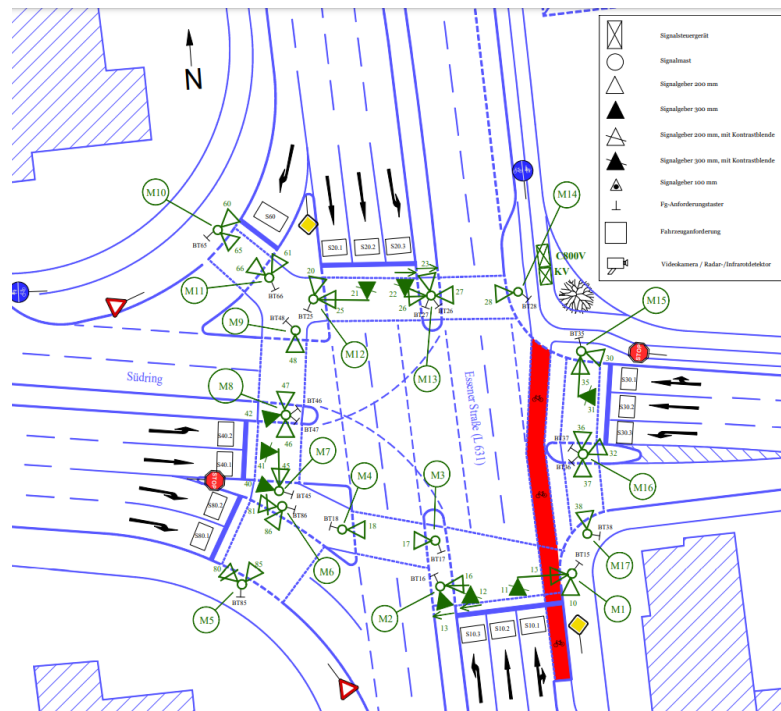 Signalsteuergerät
Signalmast
Signalgeber 200 mm
Signalgeber 300 mm
Signalgeber 200 mm, mit Kontrastblende
Signalgeber 300 mm, mit Kontrastblende
Signalgeber 100 mm
Fg-Anforderungstaster
Fahrzeuganforderung
Videokamera / Radar-/Infrarotdetektor
N
M10
60
65
BT65
S60
61
66
M11
BT66
S20.1
S20.2
S20.3
M14
C800V
KV
20
21
22
23
25
26
27
28
BT25
BT27
BT26
BT28
BT48
M9
48
M12
M13
M15
BT35
30
STOP
35
31
S30.1
S30.2
S30.3
Südring
Essener Straße (L 631)
M8
47
42
BT46
BT47
46
S40.2
S40.1
41
45
40
M7
BT45
STOP
S80.2
S80.1
81
BT86
86
M6
M4
BT18
18
M3
17
BT17
36
BT37
BT36
32
37
M16
38
BT38
M17
80
85
BT85
M5
BT16
16
M2
13
12
11
13
BT15
10
M1
S10.3
S10.2
S10.1